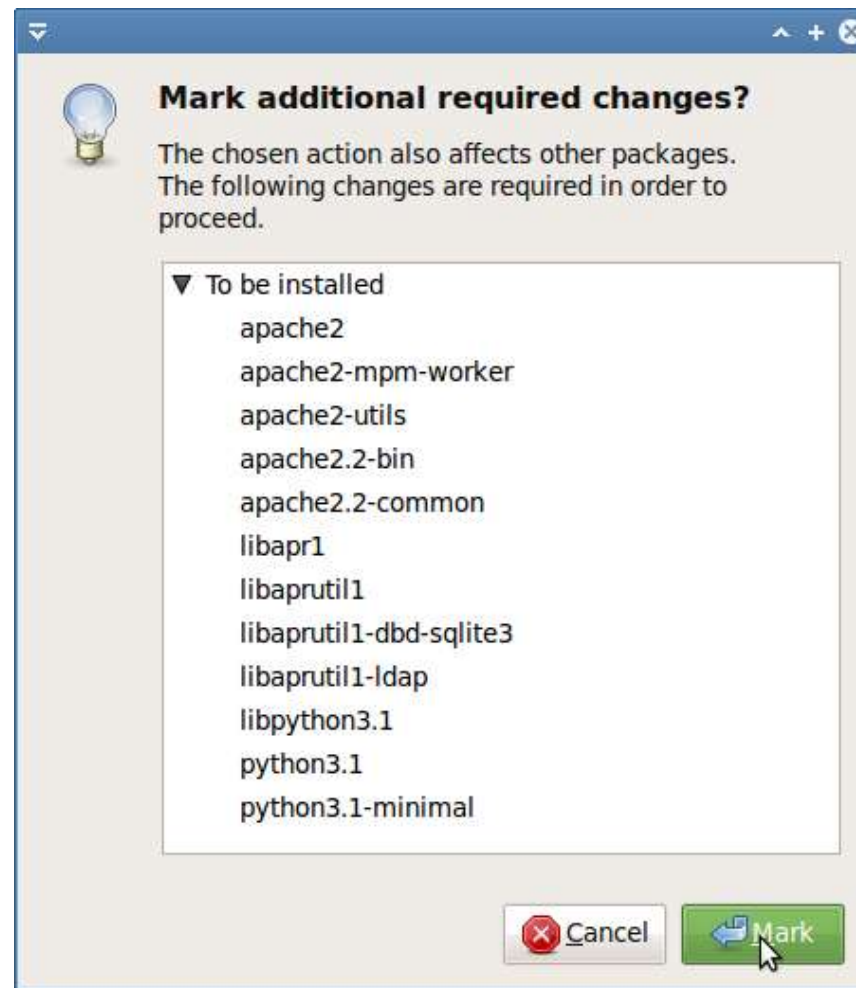 Mark additional required changes?
The chosen action also affects other packages.
The following changes are required in order to
proceed.
To be installed
apache2
apache2-mpm-worker
apache2-utils
apache2.2-bin
apache2.2-common
libapr1
libaprutil1
libaprutil1-dbd-sqlite3
libaprutil1-ldap
libpython3.1
python3.1
python3.1-minimal
Cancel
Mark